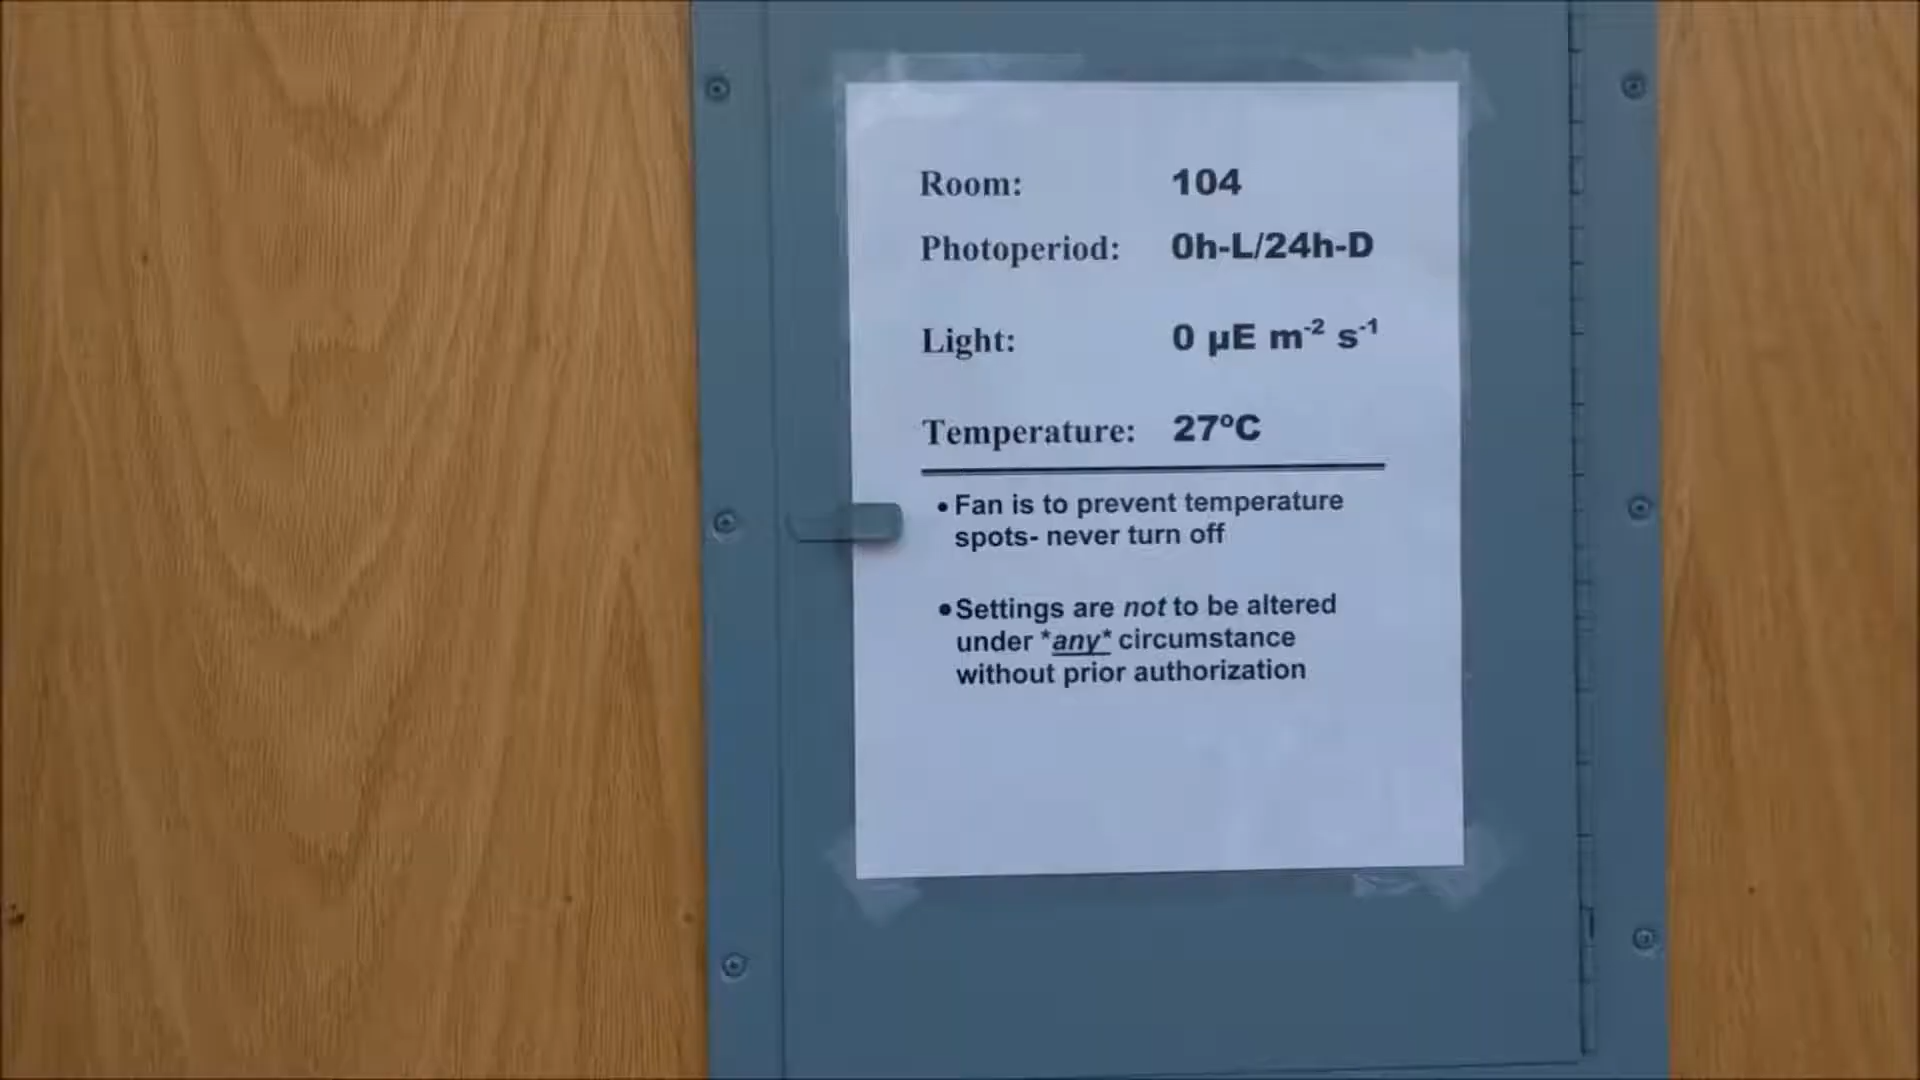 Room: 104
Photoperiod: 0h-L/24h-D
Light: 0 µE m⁻² s⁻¹
Temperature: 27ºC
• Fan is to prevent temperature
spots- never turn off
• Settings are not to be altered
under *any* circumstance
without prior authorization